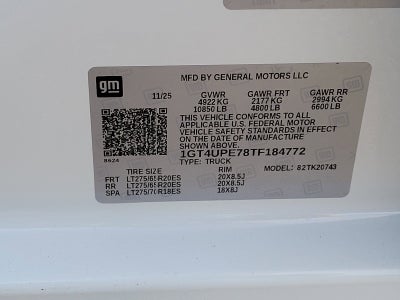 gm
MFD BY GENERAL MOTORS LLC
11/25 GVWR GAWR FRT GAWR RR
4922 KG 2177 KG 2994 KG
10850 LB 4800 LB 6600 LB
THIS VEHICLE CONFORMS TO ALL
APPLICABLE U.S. FEDERAL MOTOR
VEHICLE SAFETY STANDARDS IN EFFECT
ON THE DATE OF MANUFACTURE
SHOWN ABOVE.
1GT4UPE78TF184772
8624 TYPE: TRUCK
MODEL: 82TK20743
TIRE SIZE RIM
FRT LT275/65R20ES 20X8.5J
RR LT275/65R20ES 20X8.5J
SPA LT275/70R18ES 18X8J